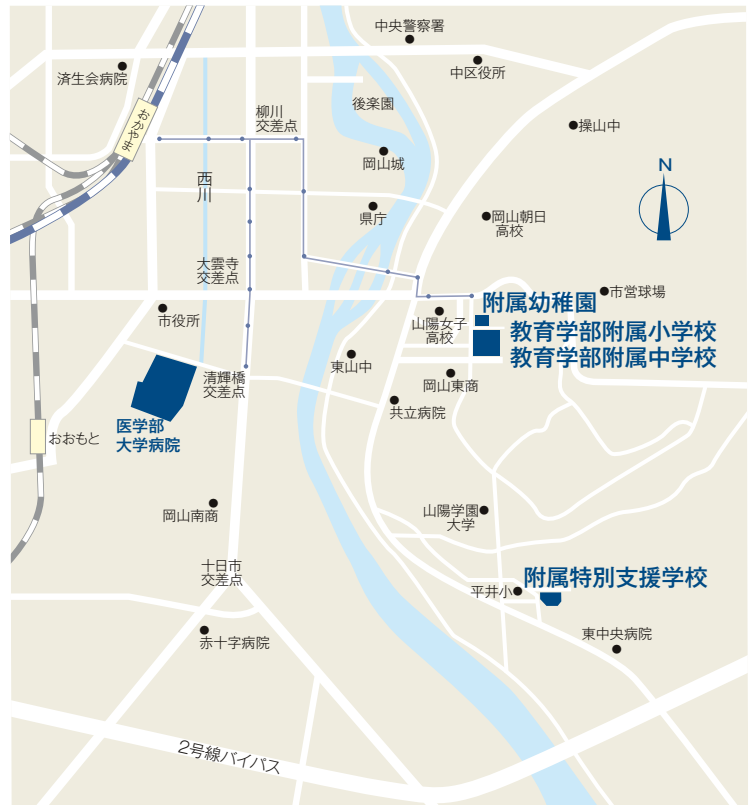 中央警察署
済生会病院
中区役所
おかやま
柳川
交差点
後楽園
操山中
岡山城
西川
県庁
岡山朝日
高校
N
大雲寺
交差点
市営球場
附属幼稚園
市役所
山陽女子
高校
教育学部附属小学校
教育学部附属中学校
東山中
清輝橋
交差点
岡山東商
共立病院
医学部
大学病院
おおもと
岡山南商
山陽学園
大学
十日市
交差点
附属特別支援学校
平井小
赤十字病院
東中央病院
2号線バイパス